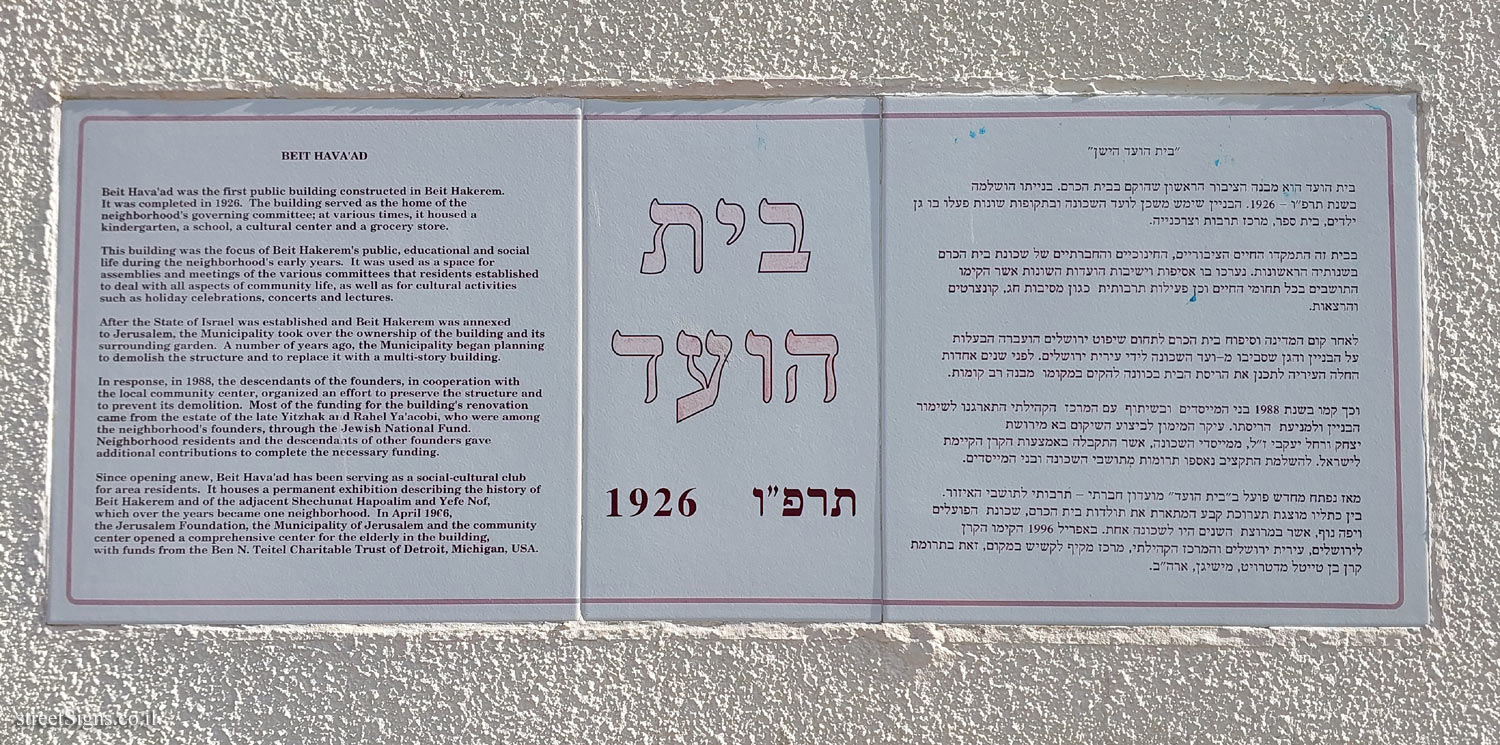 BEIT HAVA'AD
Beit Hava'ad was the first public building constructed in Beit Hakerem.
It was completed in 1926. The building served as the home of the
neighborhood's governing committee; at various times, it housed a
kindergarten, a school, a cultural center and a grocery store.
This building was the focus of Beit Hakerem's public, educational and social
life during the neighborhood's early years. It was used as a space for
assemblies and meetings of the various committees that residents established
to deal with all aspects of community life, as well as for cultural activities
such as holiday celebrations, concerts and lectures.
After the State of Israel was established and Beit Hakerem was annexed
to Jerusalem, the Municipality took over the ownership of the building and its
surrounding garden. A number of years ago, the Municipality began planning
to demolish the structure and to replace it with a multi-story building.
In response, in 1988, the descendants of the founders, in cooperation with
the local community center, organized an effort to preserve the structure and
to prevent its demolition. Most of the funding for the building's renovation
came from the estate of the late Yitzhak and Rahel Ya'acobi, who were among
the neighborhood's founders, through the Jewish National Fund.
Neighborhood residents and the descendants of other founders gave
additional contributions to complete the necessary funding.
Since opening anew, Beit Hava'ad has been serving as a social-cultural club
for area residents. It houses a permanent exhibition describing the history of
Beit Hakerem and of the adjacent Shechunat Hapoalim and Yefe Nof,
which over the years became one neighborhood. In April 1996,
the Jerusalem Foundation, the Municipality of Jerusalem and the community
center opened a comprehensive center for the elderly in the building,
with funds from the Ben N. Teitel Charitable Trust of Detroit, Michigan, USA.
בית
הועד
1926 תרפ"ו
"בית הועד הישן"
בית הועד הוא מבנה הציבור הראשון שהוקם בבית הכרם. בנייתו הושלמה
בשנת תרפ"ו – 1926. הבניין שימש משכן לועד השכונה ובתקופות שונות פעלו בו גן
ילדים, בית ספר, מרכז תרבות וצרכנייה.
בבית זה התמקדו החיים הציבוריים, החינוכיים והחברתיים של שכונת בית הכרם
בשנותיה הראשונות. נערכו בו אסיפות וישיבות הועדות השונות אשר הקימו
התושבים בכל תחומי החיים וכן פעילות תרבותית כגון מסיבות חג, קונצרטים
והרצאות.
לאחר קום המדינה וסיפוח בית הכרם לתחום שיפוט ירושלים הועברה הבעלות
על הבניין והגן שסביבו מ–ועד השכונה לידי עירית ירושלים. לפני שנים אחדות
החלה העיריה לתכנן את הריסת הבית בכוונה להקים במקומו מבנה רב קומות.
וכך קמו בשנת 1988 בני המייסדים ובשיתוף עם המרכז הקהילתי התארגנו לשימור
הבניין ולמניעת הריסתו. עיקר המימון לביצוע השיקום בא מירושת
יצחק ורחל יעקבי ז"ל, ממייסדי השכונה, אשר התקבלה באמצעות הקרן הקיימת
לישראל. להשלמת התקציב נאספו תרומות מתושבי השכונה ובני המייסדים.
מאז נפתח מחדש פועל ב"בית הועד" מועדון חברתי – תרבותי לתושבי האיזור.
בין כתליו מוצגת תערוכת קבע המתארת את תולדות בית הכרם, שכונת הפועלים
ויפה נוף, אשר במרוצת השנים היו לשכונה אחת. באפריל 1996 הקימו הקרן
לירושלים, עירית ירושלים והמרכז הקהילתי, מרכז מקיף לקשיש במקום, זאת בתרומת
קרן בן טייטל מדטרויט, מישיגן, ארה"ב.
streetSigns.co.il